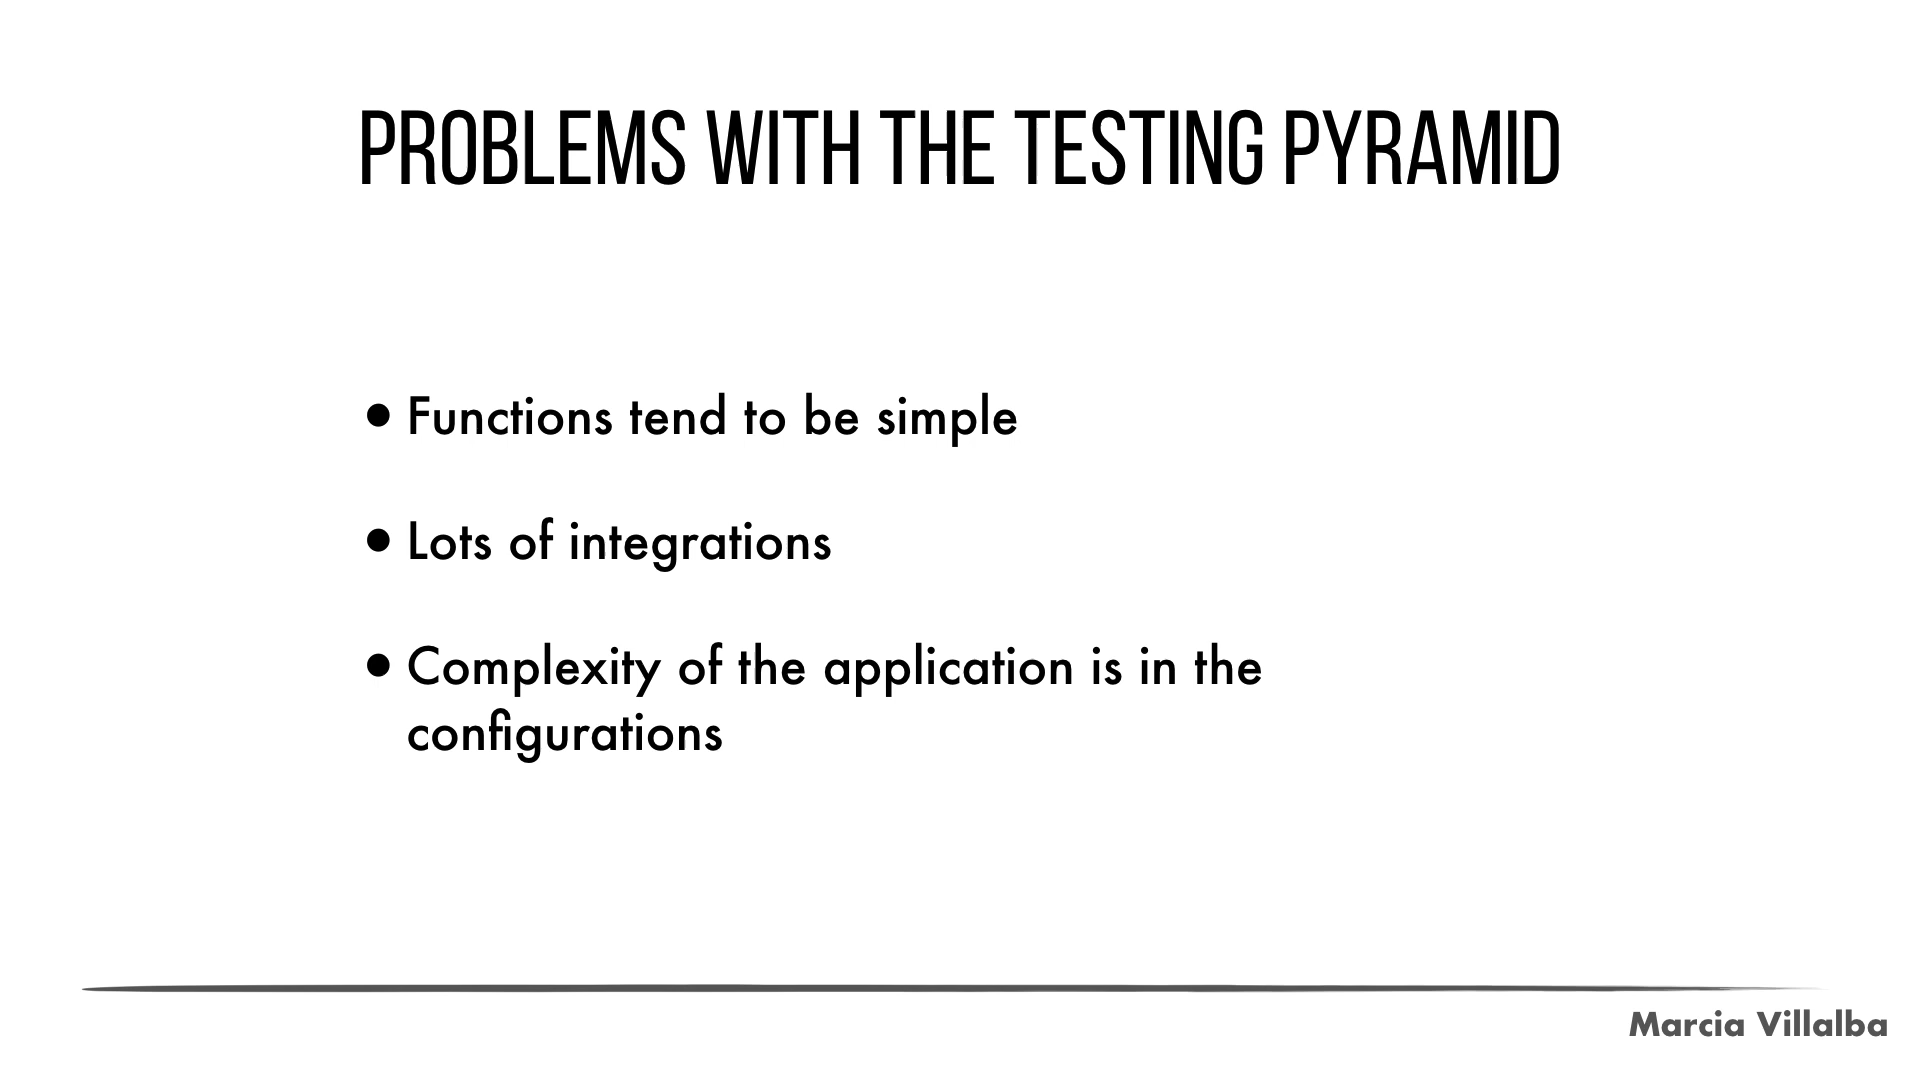 PROBLEMS WITH THE TESTING PYRAMID
• Functions tend to be simple
• Lots of integrations
• Complexity of the application is in the
configurations
Marcia Villalba